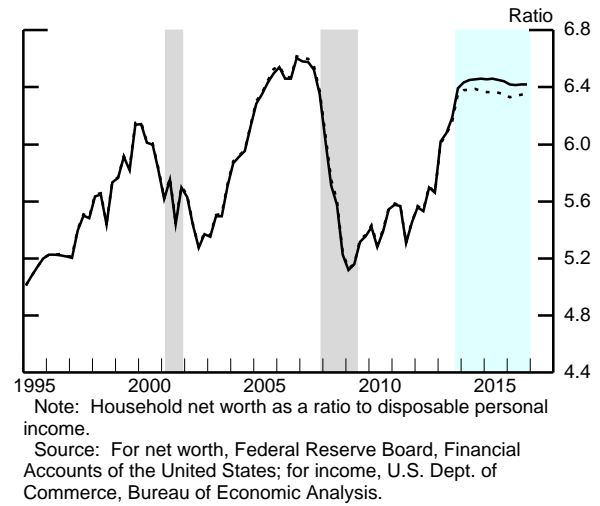 Ratio
6.8
6.4
6.0
5.6
5.2
4.8
4.4
1995 2000 2005 2010 2015
Note: Household net worth as a ratio to disposable personal
income.
Source: For net worth, Federal Reserve Board, Financial
Accounts of the United States; for income, U.S. Dept. of
Commerce, Bureau of Economic Analysis.